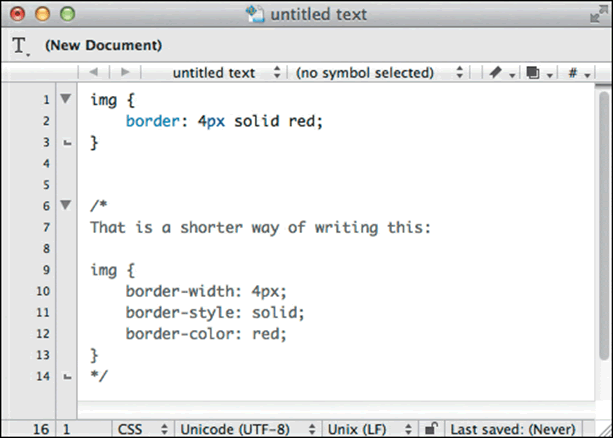 untitled text
T. (New Document)
untitled text (no symbol selected) #
1 img {
2 border: 4px solid red;
3 }
4
5
6 /*
7 That is a shorter way of writing this:
8
9 img {
10 border-width: 4px;
11 border-style: solid;
12 border-color: red;
13 }
14 */
16 1 CSS Unicode (UTF-8) Unix (LF) Last saved: (Never)